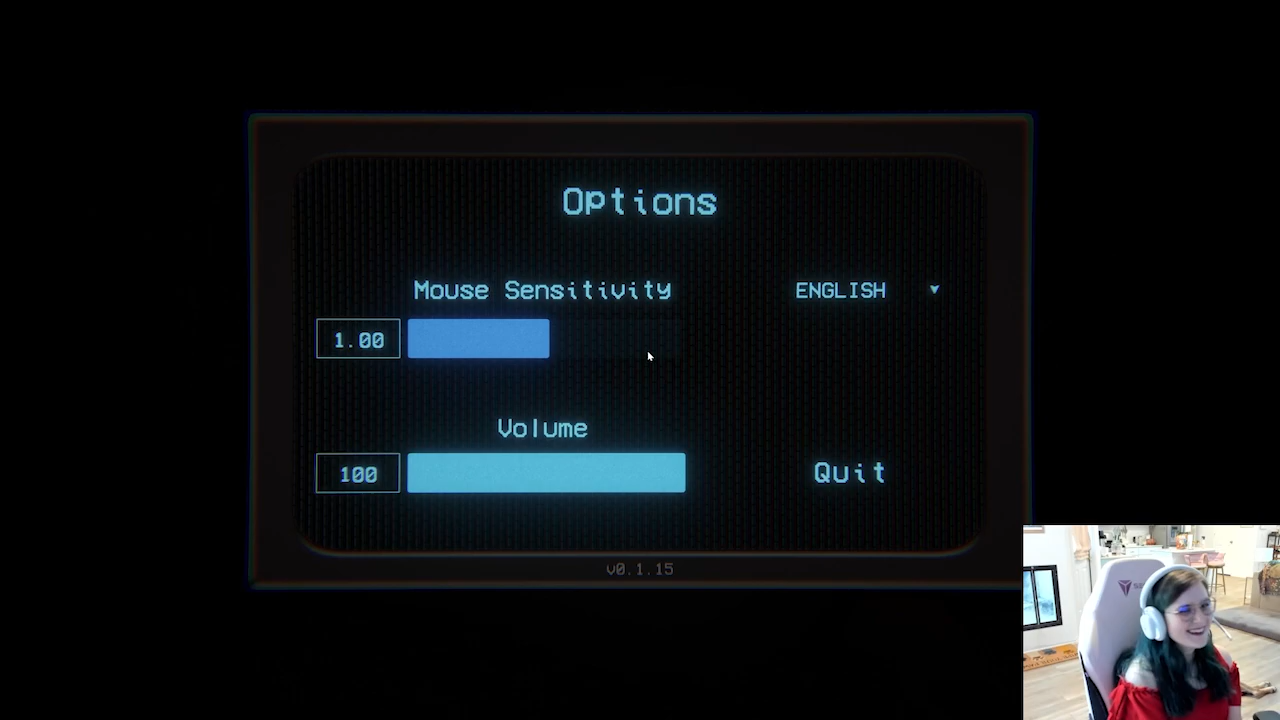 Options
Mouse Sensitivity
ENGLISH
1.00
Volume
100
Quit
v0.1.15